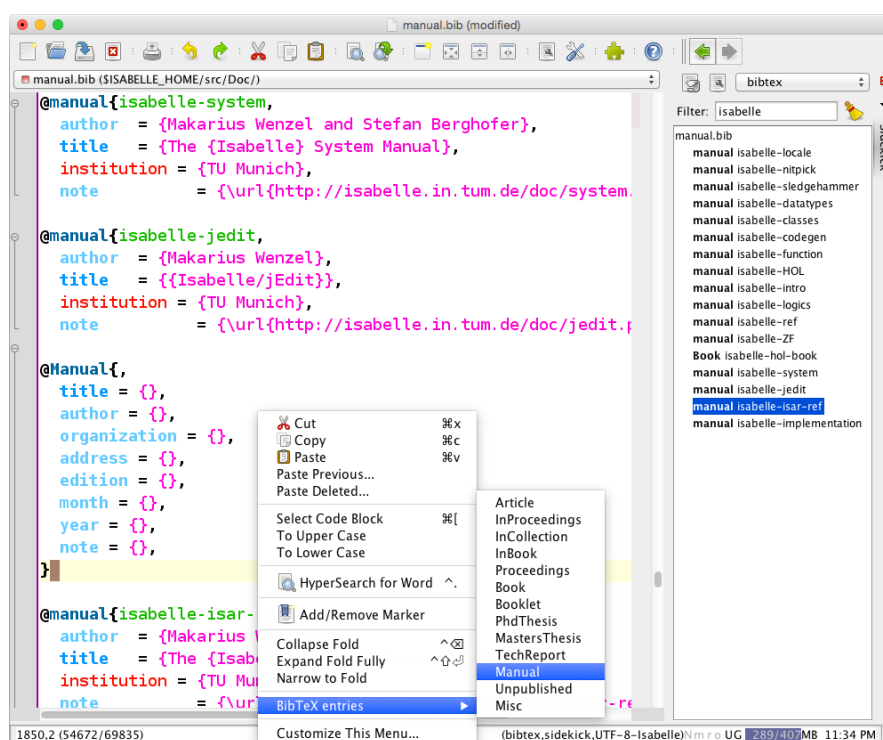 manual.bib (modified)
manual.bib ($ISABELLE_HOME/src/Doc/)
@manual{isabelle-system,
author = {Makarius Wenzel and Stefan Berghofer},
title = {The {Isabelle} System Manual},
institution = {TU Munich},
note = {\url{http://isabelle.in.tum.de/doc/system.
@manual{isabelle-jedit,
author = {Makarius Wenzel},
title = {{Isabelle/jEdit}},
institution = {TU Munich},
note = {\url{http://isabelle.in.tum.de/doc/jedit.p
@Manual{,
title = {},
author = {},
organization = {},
address = {},
edition = {},
month = {},
year = {},
note = {},
}
@manual{isabelle-isar-
author = {Makarius W
title = {The {Isabe
institution = {TU Mu
note = {\ur
-re
Cut ⌘x
Copy ⌘c
Paste ⌘v
Paste Previous...
Paste Deleted...
Select Code Block ⌘[
To Upper Case
To Lower Case
HyperSearch for Word ^.
Add/Remove Marker
Collapse Fold ^⌫
Expand Fold Fully ^⇧⏎
Narrow to Fold
BibTeX entries
Customize This Menu...
Article
InProceedings
InCollection
InBook
Proceedings
Book
Booklet
PhdThesis
MastersThesis
TechReport
Manual
Unpublished
Misc
bibtex
Filter: isabelle
manual.bib
manual isabelle-locale
manual isabelle-nitpick
manual isabelle-sledgehammer
manual isabelle-datatypes
manual isabelle-classes
manual isabelle-codegen
manual isabelle-function
manual isabelle-HOL
manual isabelle-intro
manual isabelle-logics
manual isabelle-ref
manual isabelle-ZF
Book isabelle-hol-book
manual isabelle-system
manual isabelle-jedit
manual isabelle-isar-ref
manual isabelle-implementation
1850,2 (54672/69835)
(bibtex,sidekick,UTF-8-Isabelle)N m r o UG 289/407MB 11:34 PM